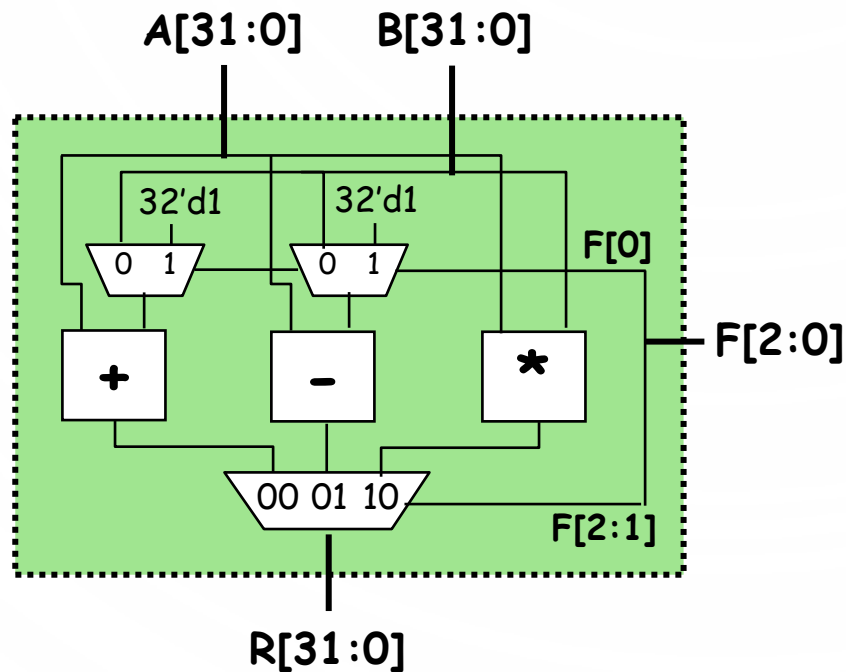 A[31:0] B[31:0]
32'd1 32'd1
F[0]
0 1 0 1
F[2:0]
+ - *
00 01 10
F[2:1]
R[31:0]